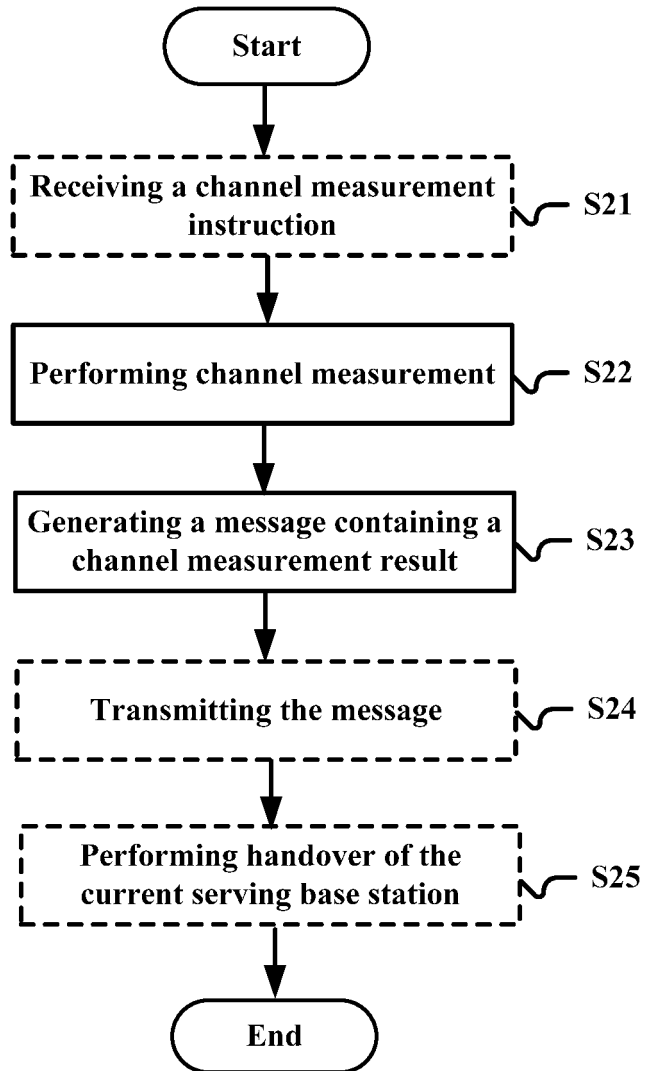 Start
Receiving a channel measurement
instruction
S21
Performing channel measurement
S22
Generating a message containing a
channel measurement result
S23
Transmitting the message
S24
Performing handover of the
current serving base station
S25
End